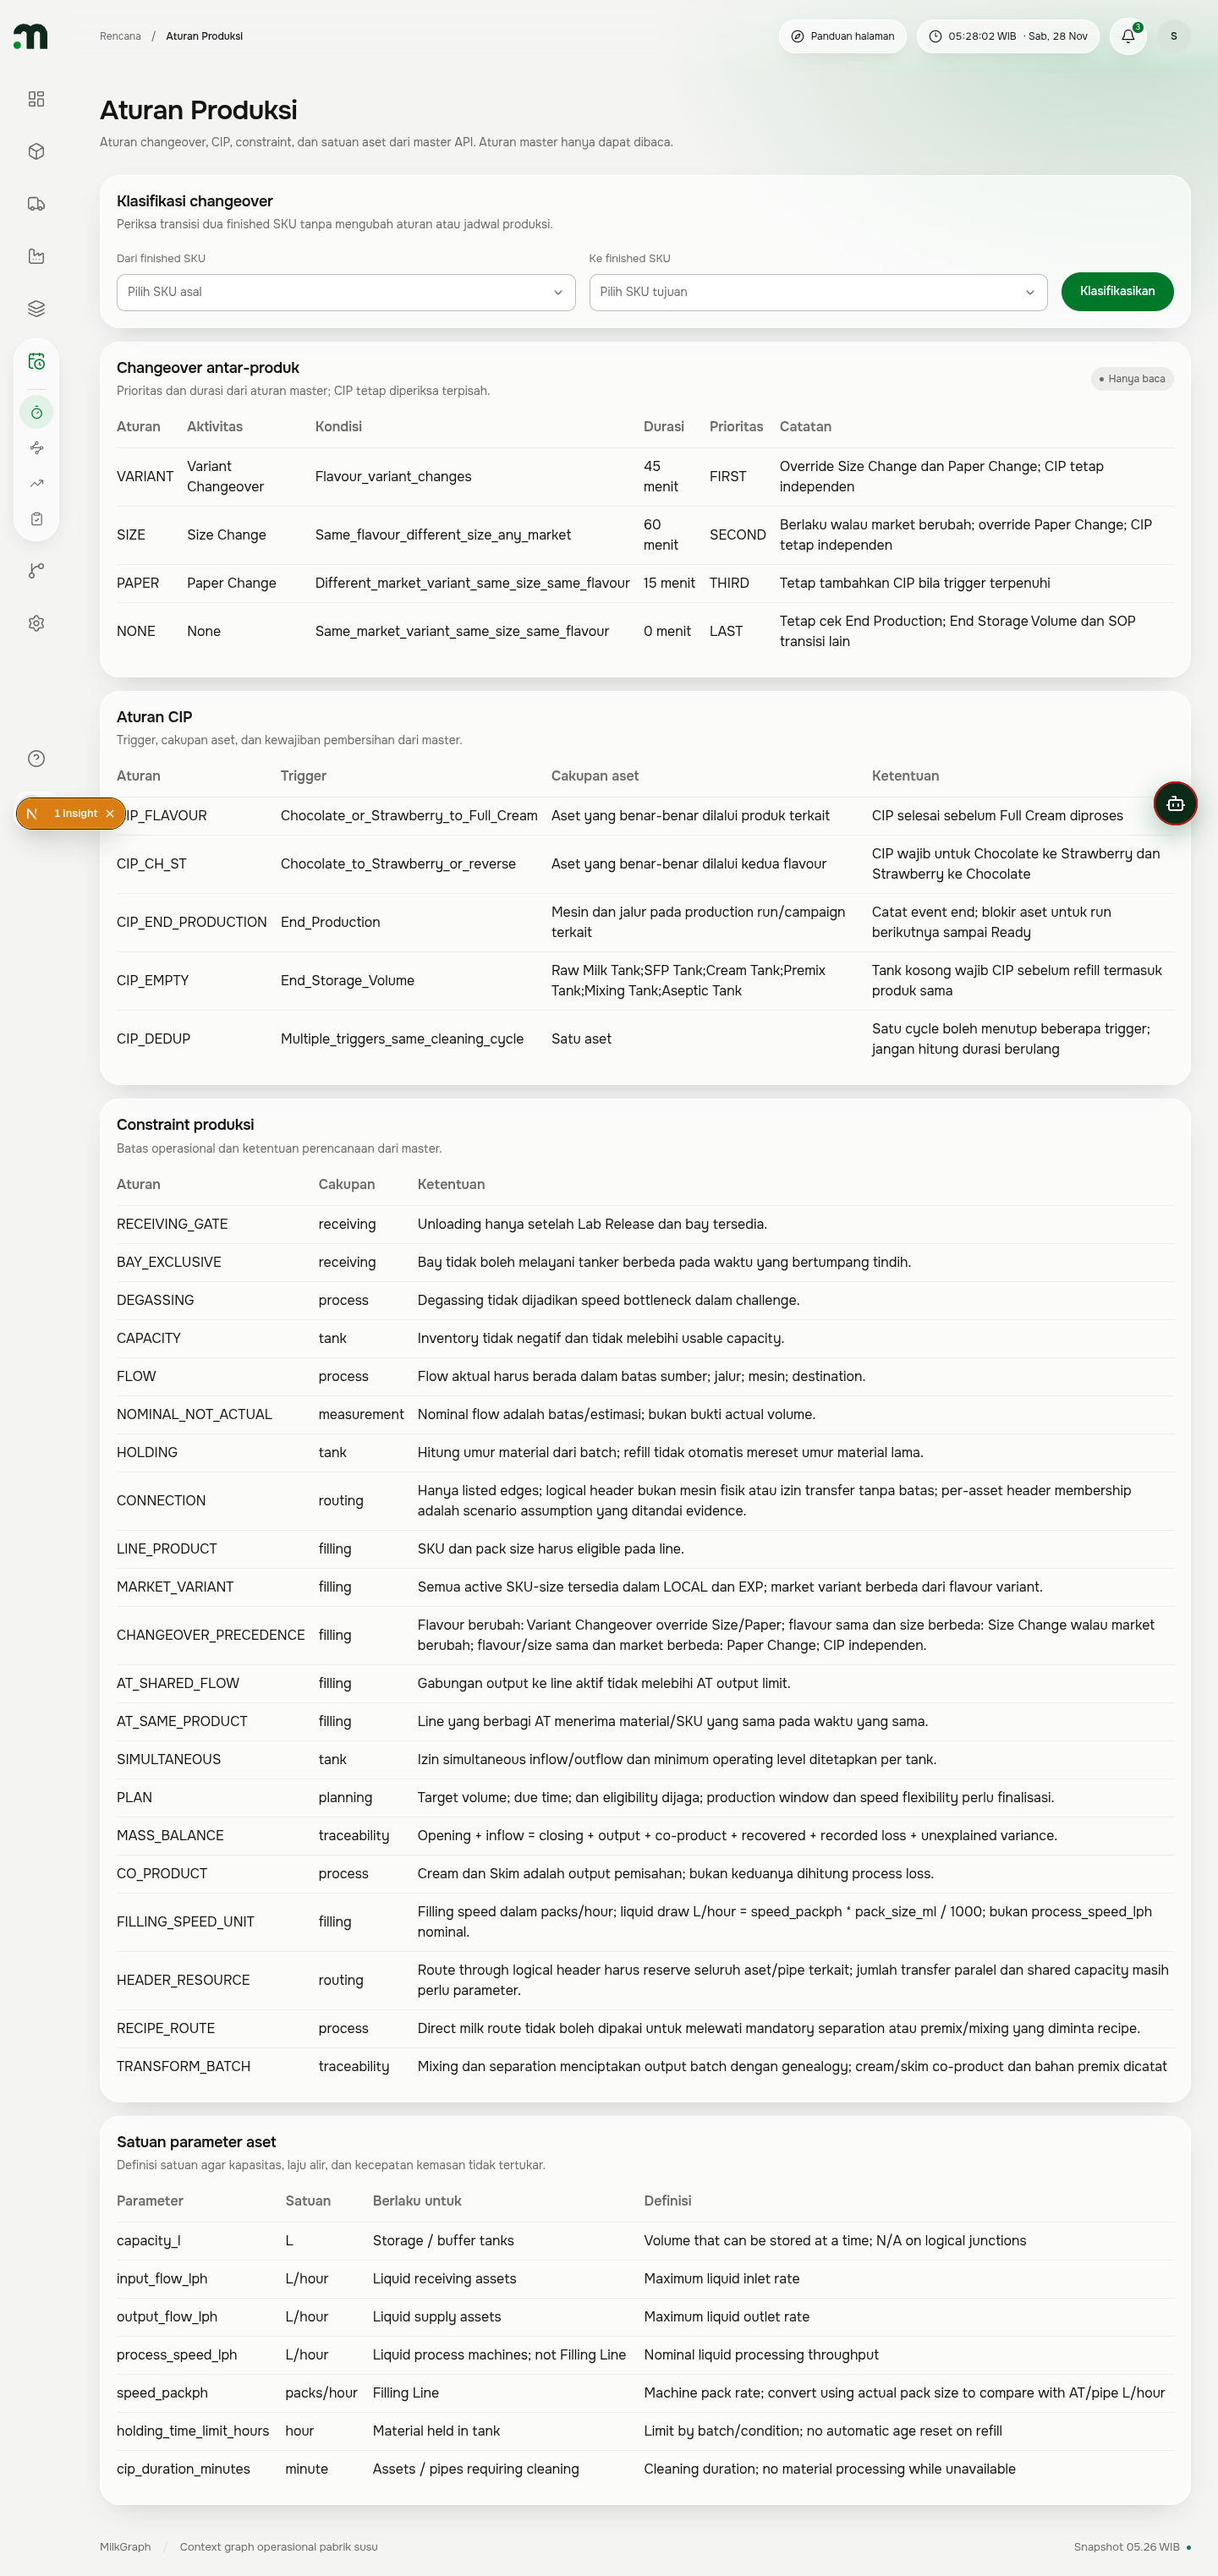 Rencana / Aturan Produksi
Panduan halaman
05:28:02 WIB · Sab, 28 Nov
3
S
Aturan Produksi
Aturan changeover, CIP, constraint, dan satuan aset dari master API. Aturan master hanya dapat dibaca.
Klasifikasi changeover
Periksa transisi dua finished SKU tanpa mengubah aturan atau jadwal produksi.
Dari finished SKU
Ke finished SKU
Pilih SKU asal
Pilih SKU tujuan
Klasifikasikan
Changeover antar-produk
Prioritas dan durasi dari aturan master; CIP tetap diperiksa terpisah.
Hanya baca
Aturan Aktivitas Kondisi Durasi Prioritas Catatan
VARIANT Variant Changeover Flavour_variant_changes 45 menit FIRST Override Size Change dan Paper Change; CIP tetap independen
SIZE Size Change Same_flavour_different_size_any_market 60 menit SECOND Berlaku walau market berubah; override Paper Change; CIP tetap independen
PAPER Paper Change Different_market_variant_same_size_same_flavour 15 menit THIRD Tetap tambahkan CIP bila trigger terpenuhi
NONE None Same_market_variant_same_size_same_flavour 0 menit LAST Tetap cek End Production; End Storage Volume dan SOP transisi lain
Aturan CIP
Trigger, cakupan aset, dan kewajiban pembersihan dari master.
Aturan Trigger Cakupan aset Ketentuan
IP_FLAVOUR Chocolate_or_Strawberry_to_Full_Cream Aset yang benar-benar dilalui produk terkait CIP selesai sebelum Full Cream diproses
1 Insight
CIP_CH_ST Chocolate_to_Strawberry_or_reverse Aset yang benar-benar dilalui kedua flavour CIP wajib untuk Chocolate ke Strawberry dan Strawberry ke Chocolate
CIP_END_PRODUCTION End_Production Mesin dan jalur pada production run/campaign terkait Catat event end; blokir aset untuk run berikutnya sampai Ready
CIP_EMPTY End_Storage_Volume Raw Milk Tank;SFP Tank;Cream Tank;Premix Tank;Mixing Tank;Aseptic Tank Tank kosong wajib CIP sebelum refill termasuk produk sama
CIP_DEDUP Multiple_triggers_same_cleaning_cycle Satu aset Satu cycle boleh menutup beberapa trigger; jangan hitung durasi berulang
Constraint produksi
Batas operasional dan ketentuan perencanaan dari master.
Aturan Cakupan Ketentuan
RECEIVING_GATE receiving Unloading hanya setelah Lab Release dan bay tersedia.
BAY_EXCLUSIVE receiving Bay tidak boleh melayani tanker berbeda pada waktu yang bertumpang tindih.
DEGASSING process Degassing tidak dijadikan speed bottleneck dalam challenge.
CAPACITY tank Inventory tidak negatif dan tidak melebihi usable capacity.
FLOW process Flow aktual harus berada dalam batas sumber; jalur; mesin; destination.
NOMINAL_NOT_ACTUAL measurement Nominal flow adalah batas/estimasi; bukan bukti actual volume.
HOLDING tank Hitung umur material dari batch; refill tidak otomatis mereset umur material lama.
CONNECTION routing Hanya listed edges; logical header bukan mesin fisik atau izin transfer tanpa batas; per-asset header membership adalah scenario assumption yang ditandai evidence.
LINE_PRODUCT filling SKU dan pack size harus eligible pada line.
MARKET_VARIANT filling Semua active SKU-size tersedia dalam LOCAL dan EXP; market variant berbeda dari flavour variant.
CHANGEOVER_PRECEDENCE filling Flavour berubah: Variant Changeover override Size/Paper; flavour sama dan size berbeda: Size Change walau market berubah; flavour/size sama dan market berbeda: Paper Change; CIP independen.
AT_SHARED_FLOW filling Gabungan output ke line aktif tidak melebihi AT output limit.
AT_SAME_PRODUCT filling Line yang berbagi AT menerima material/SKU yang sama pada waktu yang sama.
SIMULTANEOUS tank Izin simultaneous inflow/outflow dan minimum operating level ditetapkan per tank.
PLAN planning Target volume; due time; dan eligibility dijaga; production window dan speed flexibility perlu finalisasi.
MASS_BALANCE traceability Opening + inflow = closing + output + co-product + recovered + recorded loss + unexplained variance.
CO_PRODUCT process Cream dan Skim adalah output pemisahan; bukan keduanya dihitung process loss.
FILLING_SPEED_UNIT filling Filling speed dalam packs/hour; liquid draw L/hour = speed_packph * pack_size_ml / 1000; bukan process_speed_lph nominal.
HEADER_RESOURCE routing Route through logical header harus reserve seluruh aset/pipe terkait; jumlah transfer paralel dan shared capacity masih perlu parameter.
RECIPE_ROUTE process Direct milk route tidak boleh dipakai untuk melewati mandatory separation atau premix/mixing yang diminta recipe.
TRANSFORM_BATCH traceability Mixing dan separation menciptakan output batch dengan genealogy; cream/skim co-product dan bahan premix dicatat
Satuan parameter aset
Definisi satuan agar kapasitas, laju alir, dan kecepatan kemasan tidak tertukar.
Parameter Satuan Berlaku untuk Definisi
capacity_l L Storage / buffer tanks Volume that can be stored at a time; N/A on logical junctions
input_flow_lph L/hour Liquid receiving assets Maximum liquid inlet rate
output_flow_lph L/hour Liquid supply assets Maximum liquid outlet rate
process_speed_lph L/hour Liquid process machines; not Filling Line Nominal liquid processing throughput
speed_packph packs/hour Filling Line Machine pack rate; convert using actual pack size to compare with AT/pipe L/hour
holding_time_limit_hours hour Material held in tank Limit by batch/condition; no automatic age reset on refill
cip_duration_minutes minute Assets / pipes requiring cleaning Cleaning duration; no material processing while unavailable
MilkGraph / Context graph operasional pabrik susu
Snapshot 05.26 WIB